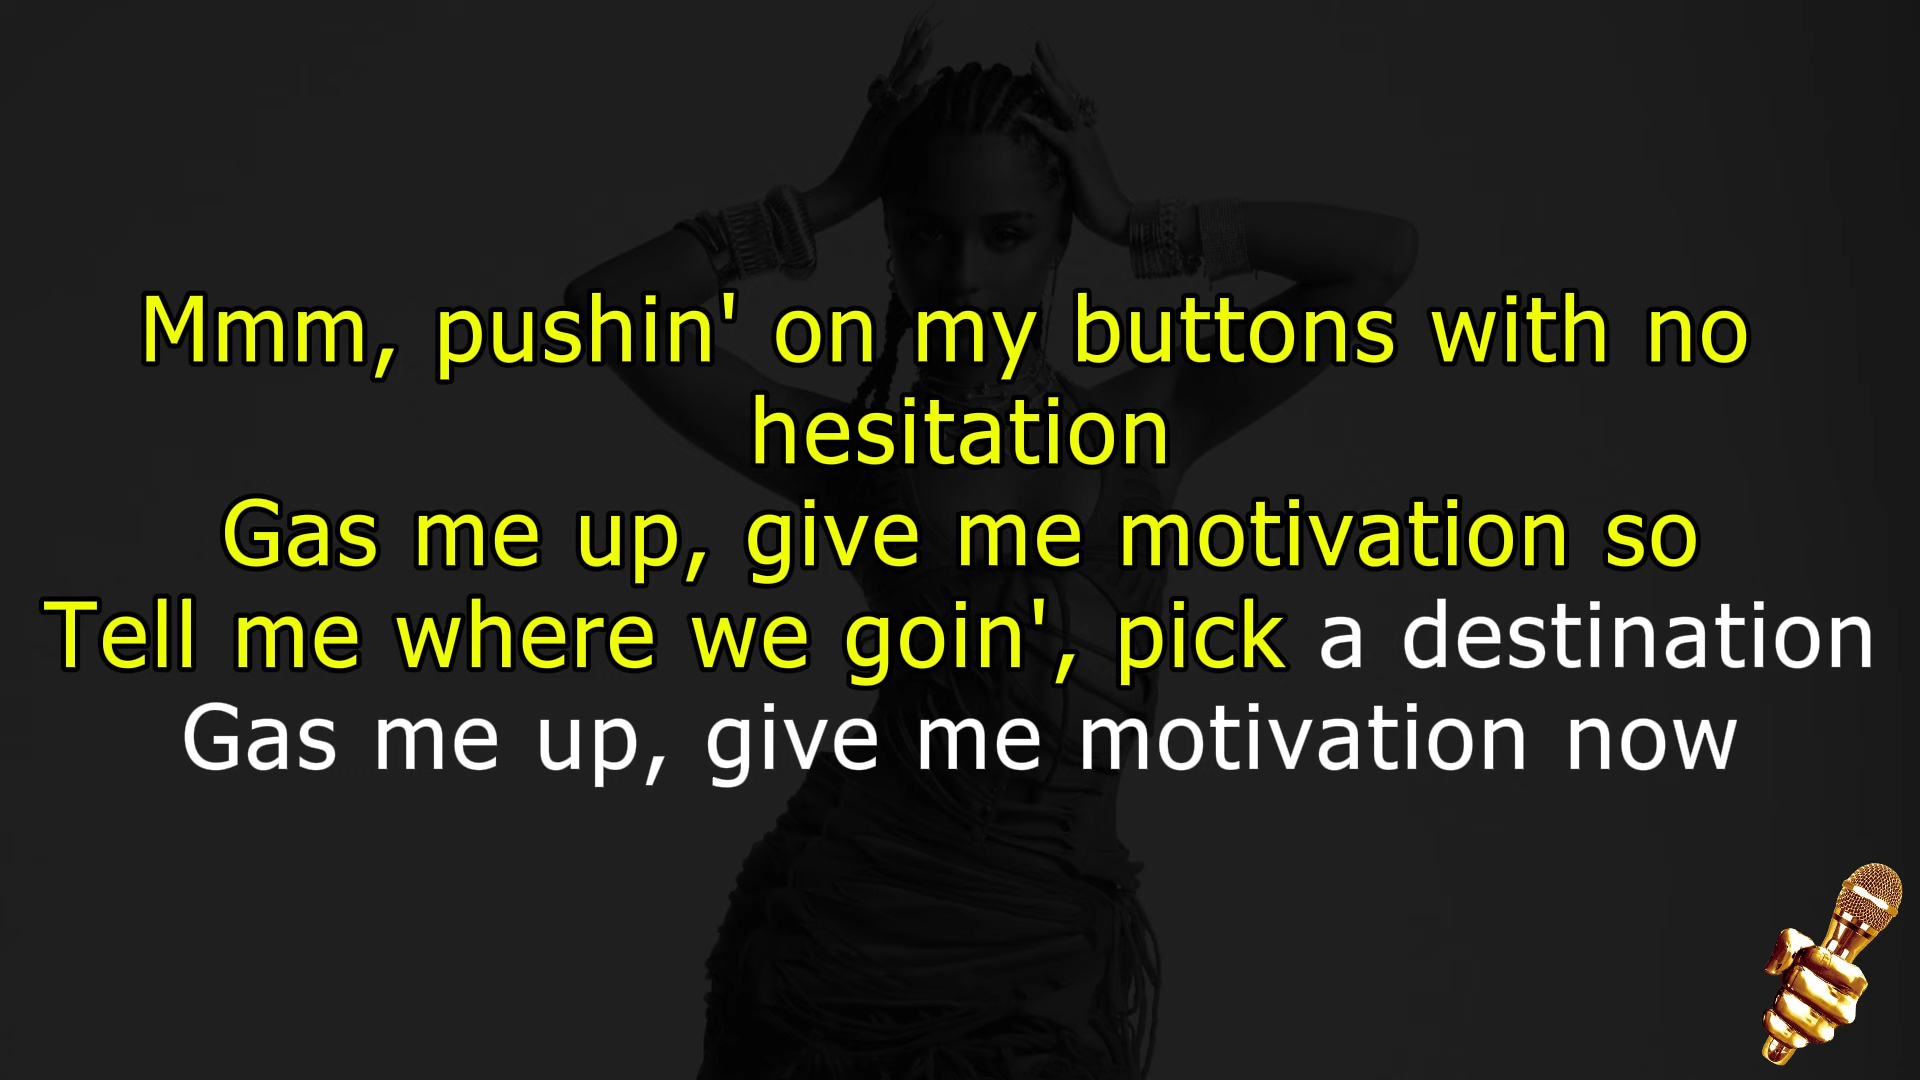 Mmm, pushin' on my buttons with no
hesitation
Gas me up, give me motivation so
Tell me where we goin', pick a destination
Gas me up, give me motivation now